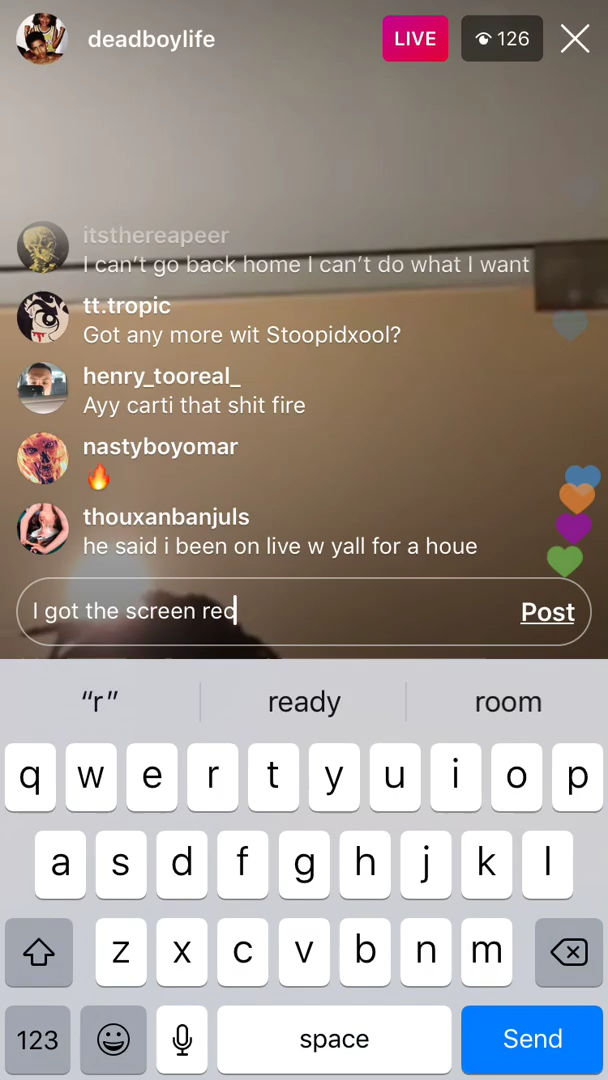 deadboylife
LIVE
126
itsthereapeer
I can't go back home I can't do what I want
tt.tropic
Got any more wit Stoopidxool?
henry_tooreal_
Ayy carti that shit fire
nastyboyomar
🔥
thouxanbanjuls
he said i been on live w yall for a houe
I got the screen rec
Post
“r” ready room
q w e r t y u i o p
a s d f g h j k l
z x c v b n m
123 space Send